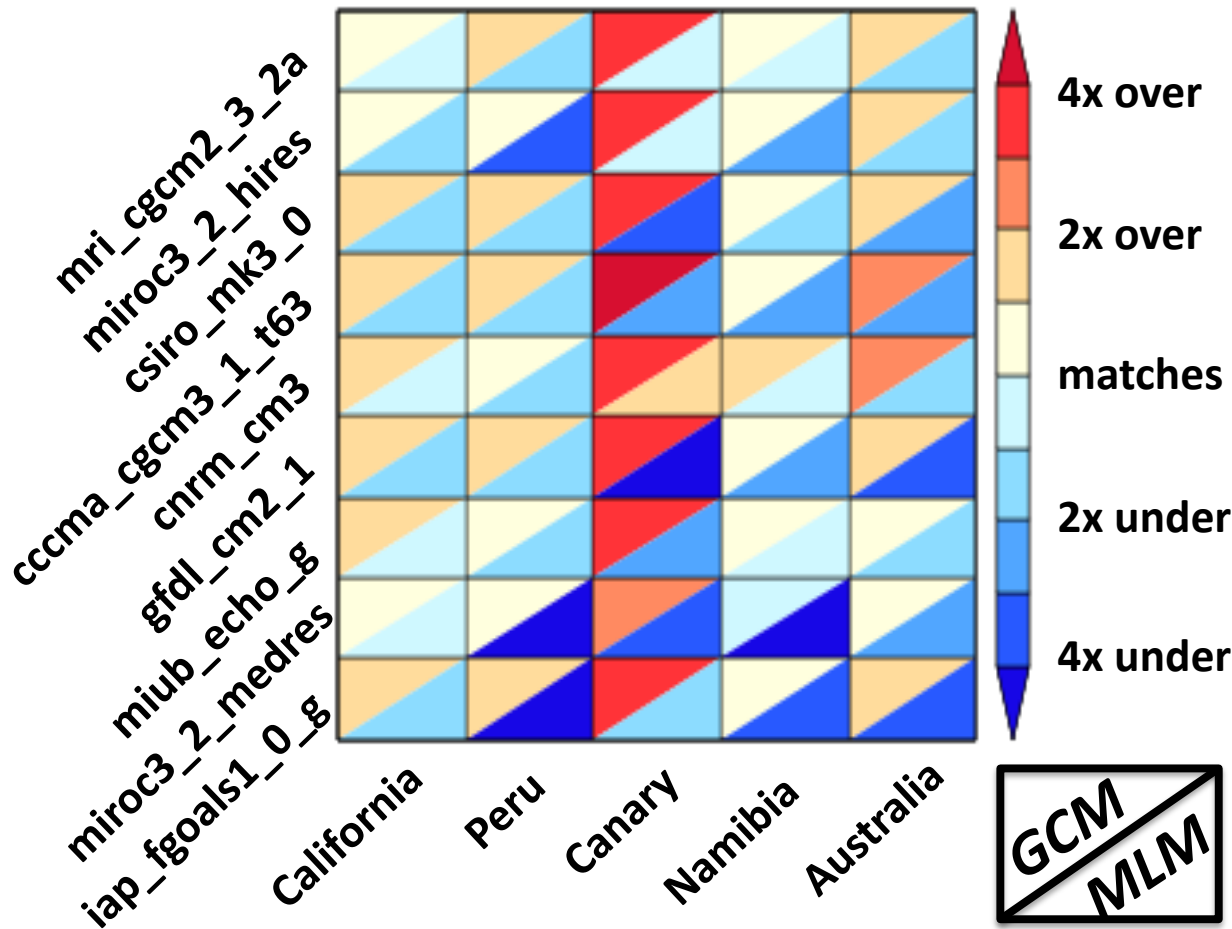 mri_cgcm2_3_2a
miroc3_2_hires
csiro_mk3_0
cccma_cgcm3_1_t63
cnrm_cm3
gfdl_cm2_1
miub_echo_g
miroc3_2_medres
iap_fgoals1_0_g
California
Peru
Canary
Namibia
Australia
4x over
2x over
matches
2x under
4x under
GCM
MLM